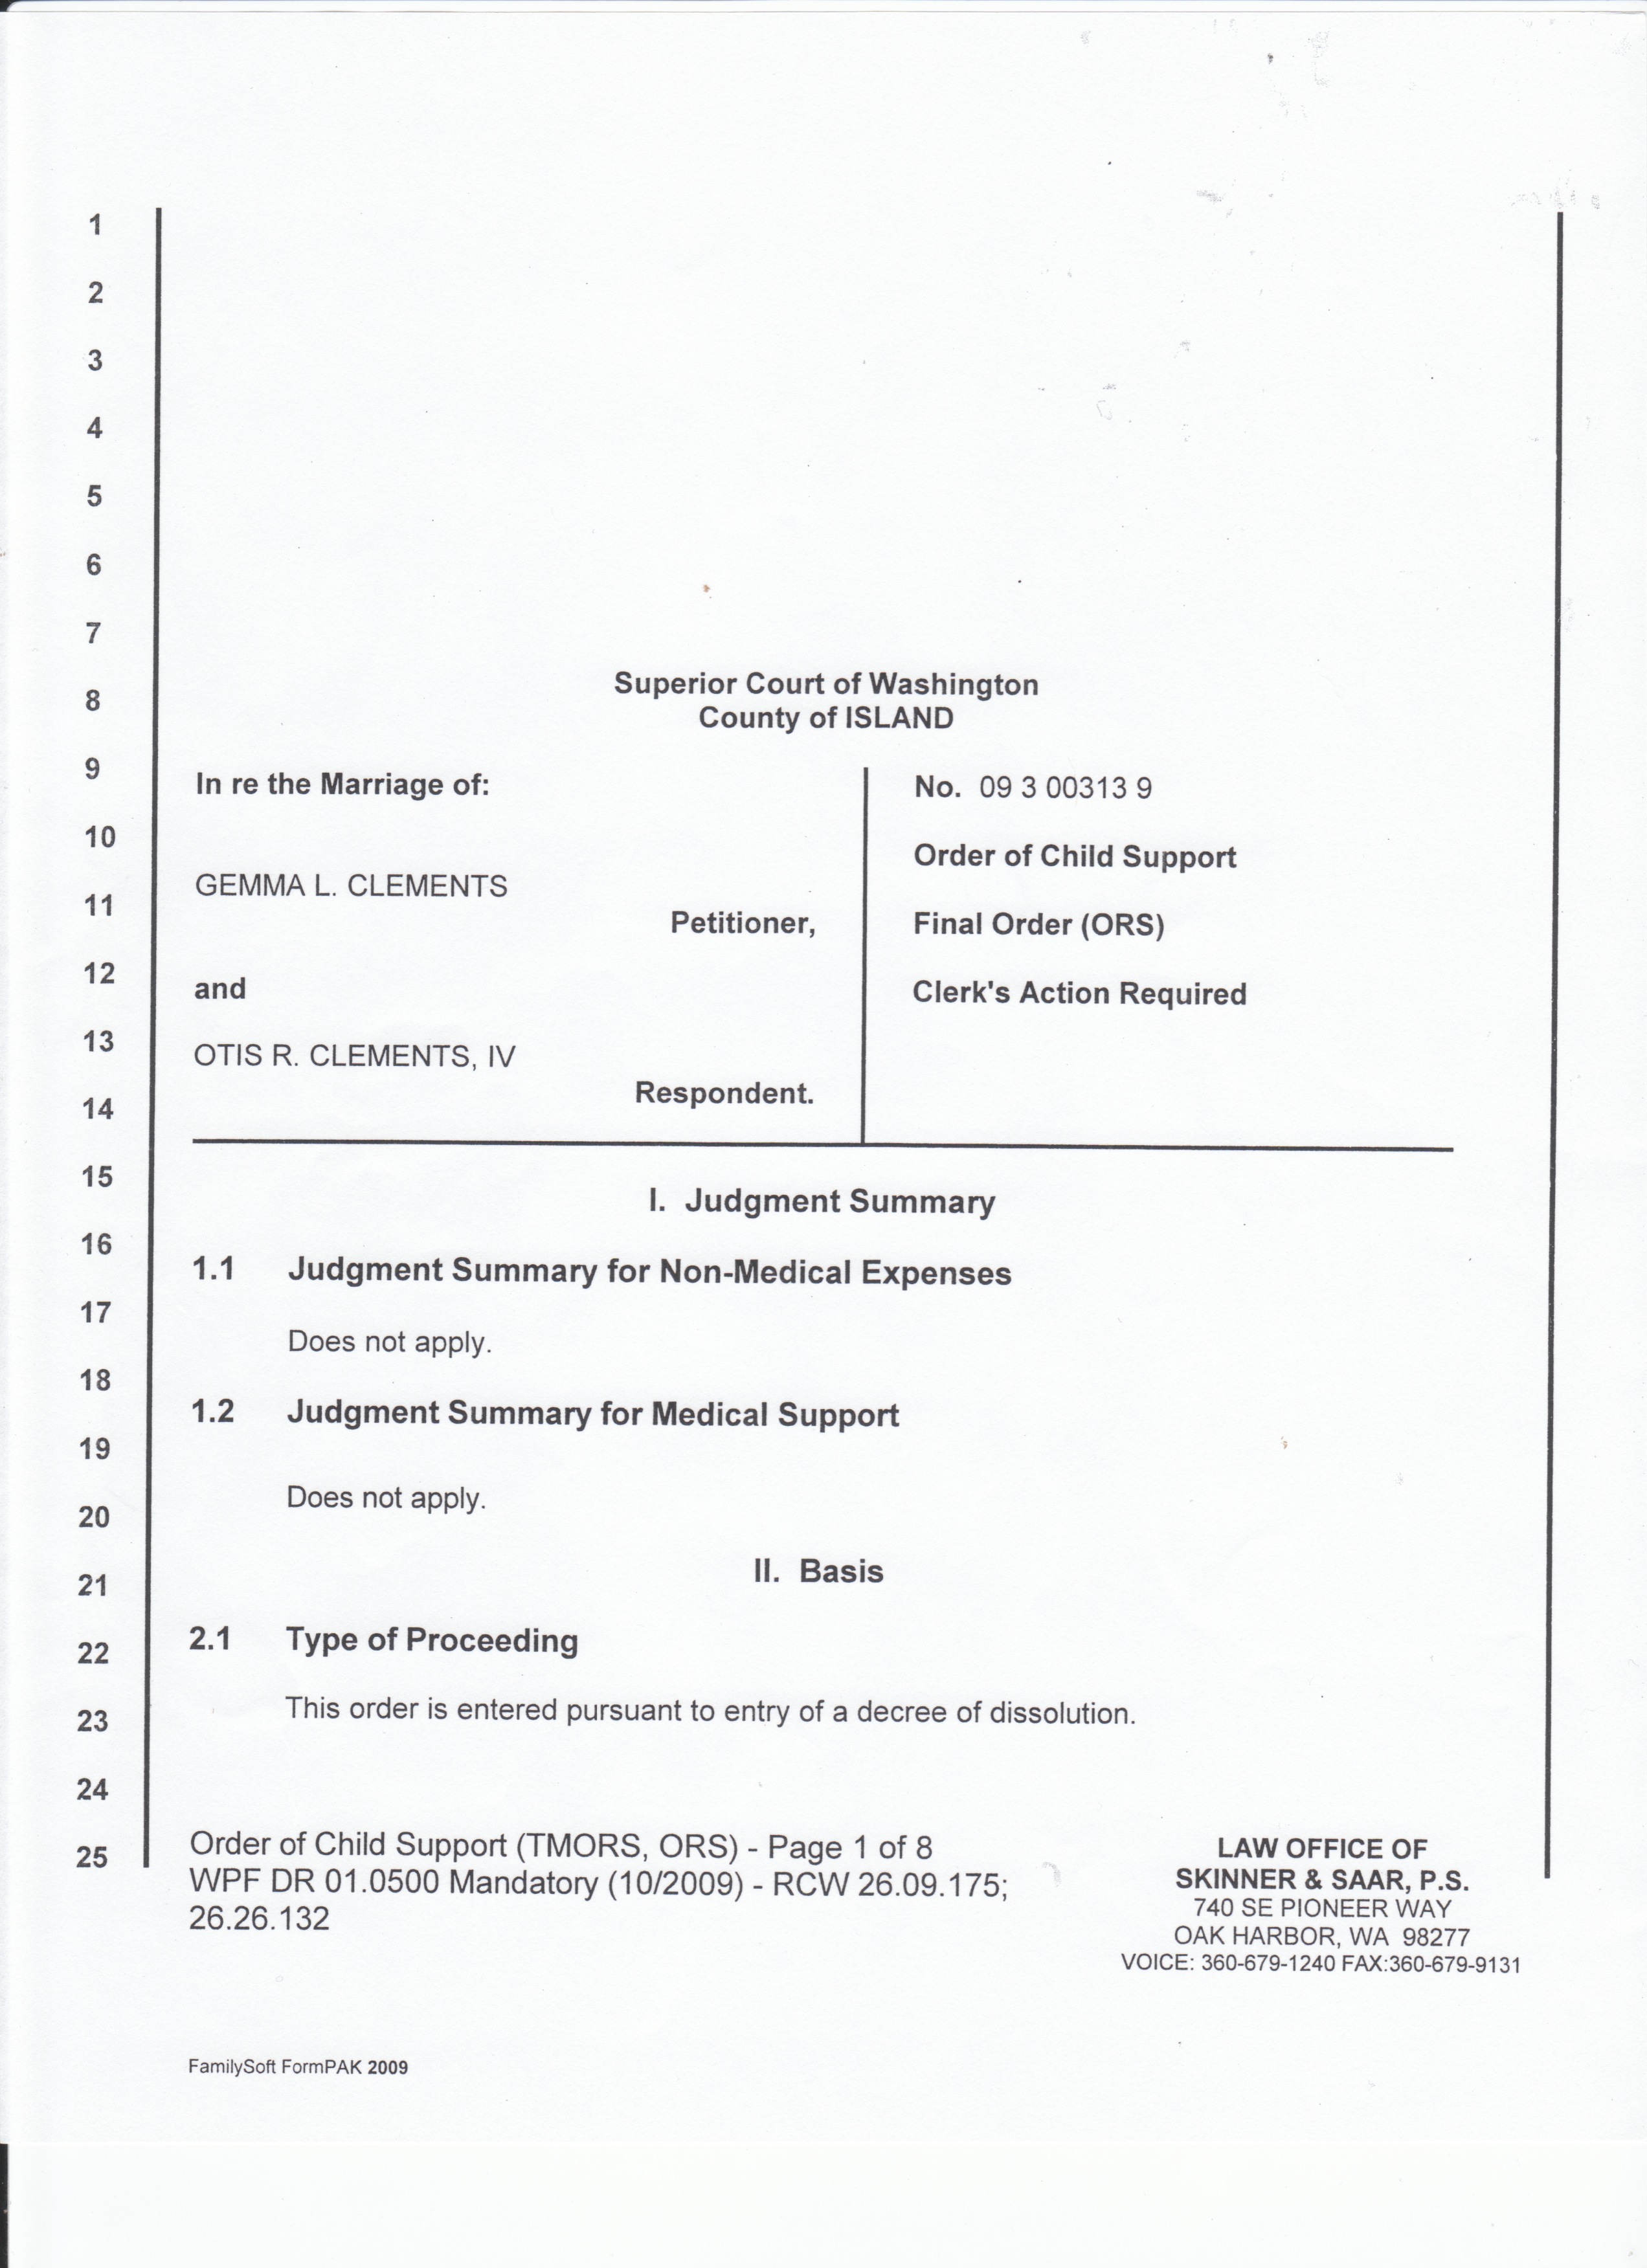 1
2
3
4
5
6
7
8
9
10
11
12
13
14
15
16
17
18
19
20
21
22
23
24
25
Superior Court of Washington
County of ISLAND
In re the Marriage of:
GEMMA L. CLEMENTS
Petitioner,
and
OTIS R. CLEMENTS, IV
Respondent.
No. 09 3 00313 9
Order of Child Support
Final Order (ORS)
Clerk's Action Required
I. Judgment Summary
1.1 Judgment Summary for Non-Medical Expenses
Does not apply.
1.2 Judgment Summary for Medical Support
Does not apply.
II. Basis
2.1 Type of Proceeding
This order is entered pursuant to entry of a decree of dissolution.
Order of Child Support (TMORS, ORS) - Page 1 of 8
WPF DR 01.0500 Mandatory (10/2009) - RCW 26.09.175;
26.26.132
LAW OFFICE OF
SKINNER & SAAR, P.S.
740 SE PIONEER WAY
OAK HARBOR, WA 98277
VOICE: 360-679-1240 FAX:360-679-9131
FamilySoft FormPAK 2009